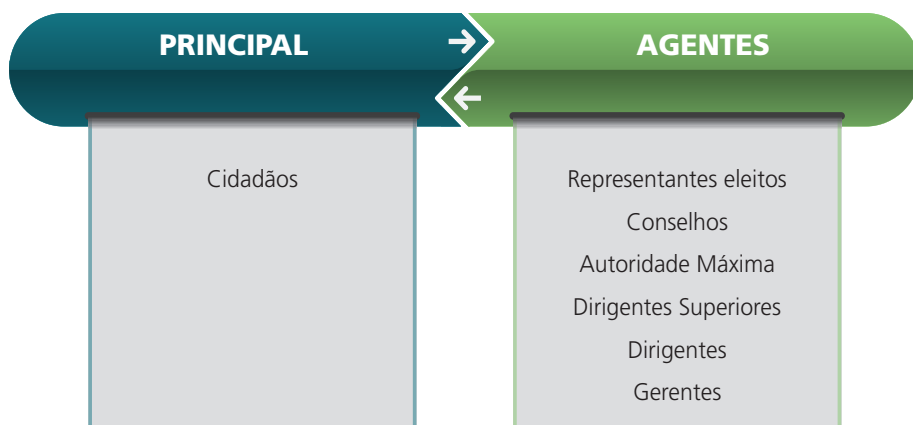 PRINCIPAL
AGENTES
Cidadãos
Representantes eleitos
Conselhos
Autoridade Máxima
Dirigentes Superiores
Dirigentes
Gerentes